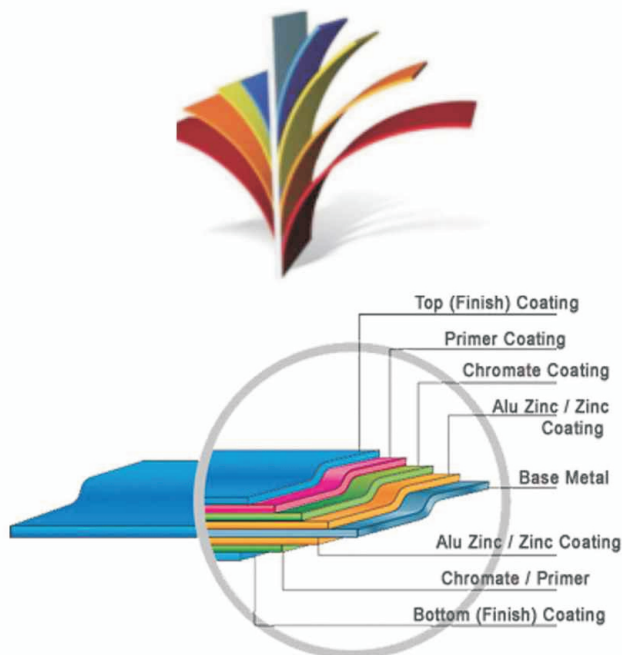 Top (Finish) Coating
Primer Coating
Chromate Coating
Alu Zinc / Zinc
Coating
Base Metal
Alu Zinc / Zinc Coating
Chromate / Primer
Bottom (Finish) Coating